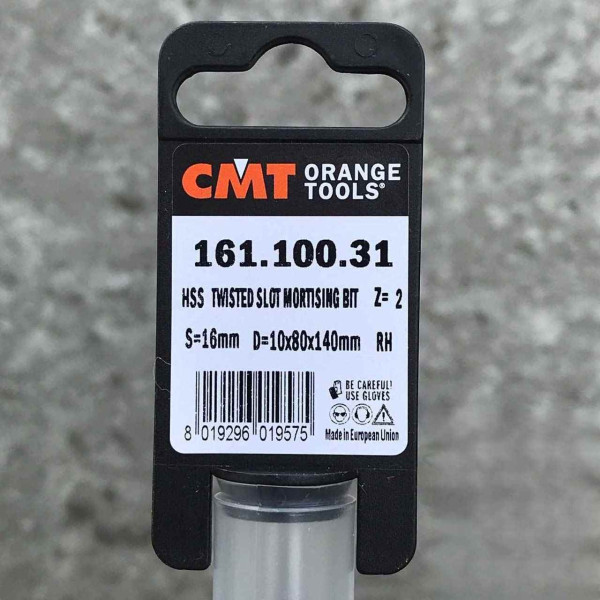 CMT ORANGE TOOLS®
161.100.31
HSS TWISTED SLOT MORTISING BIT Z= 2
S=16mm D=10x80x140mm RH
BE CAREFUL!
USE GLOVES
8 019296 019575
Made in European Union